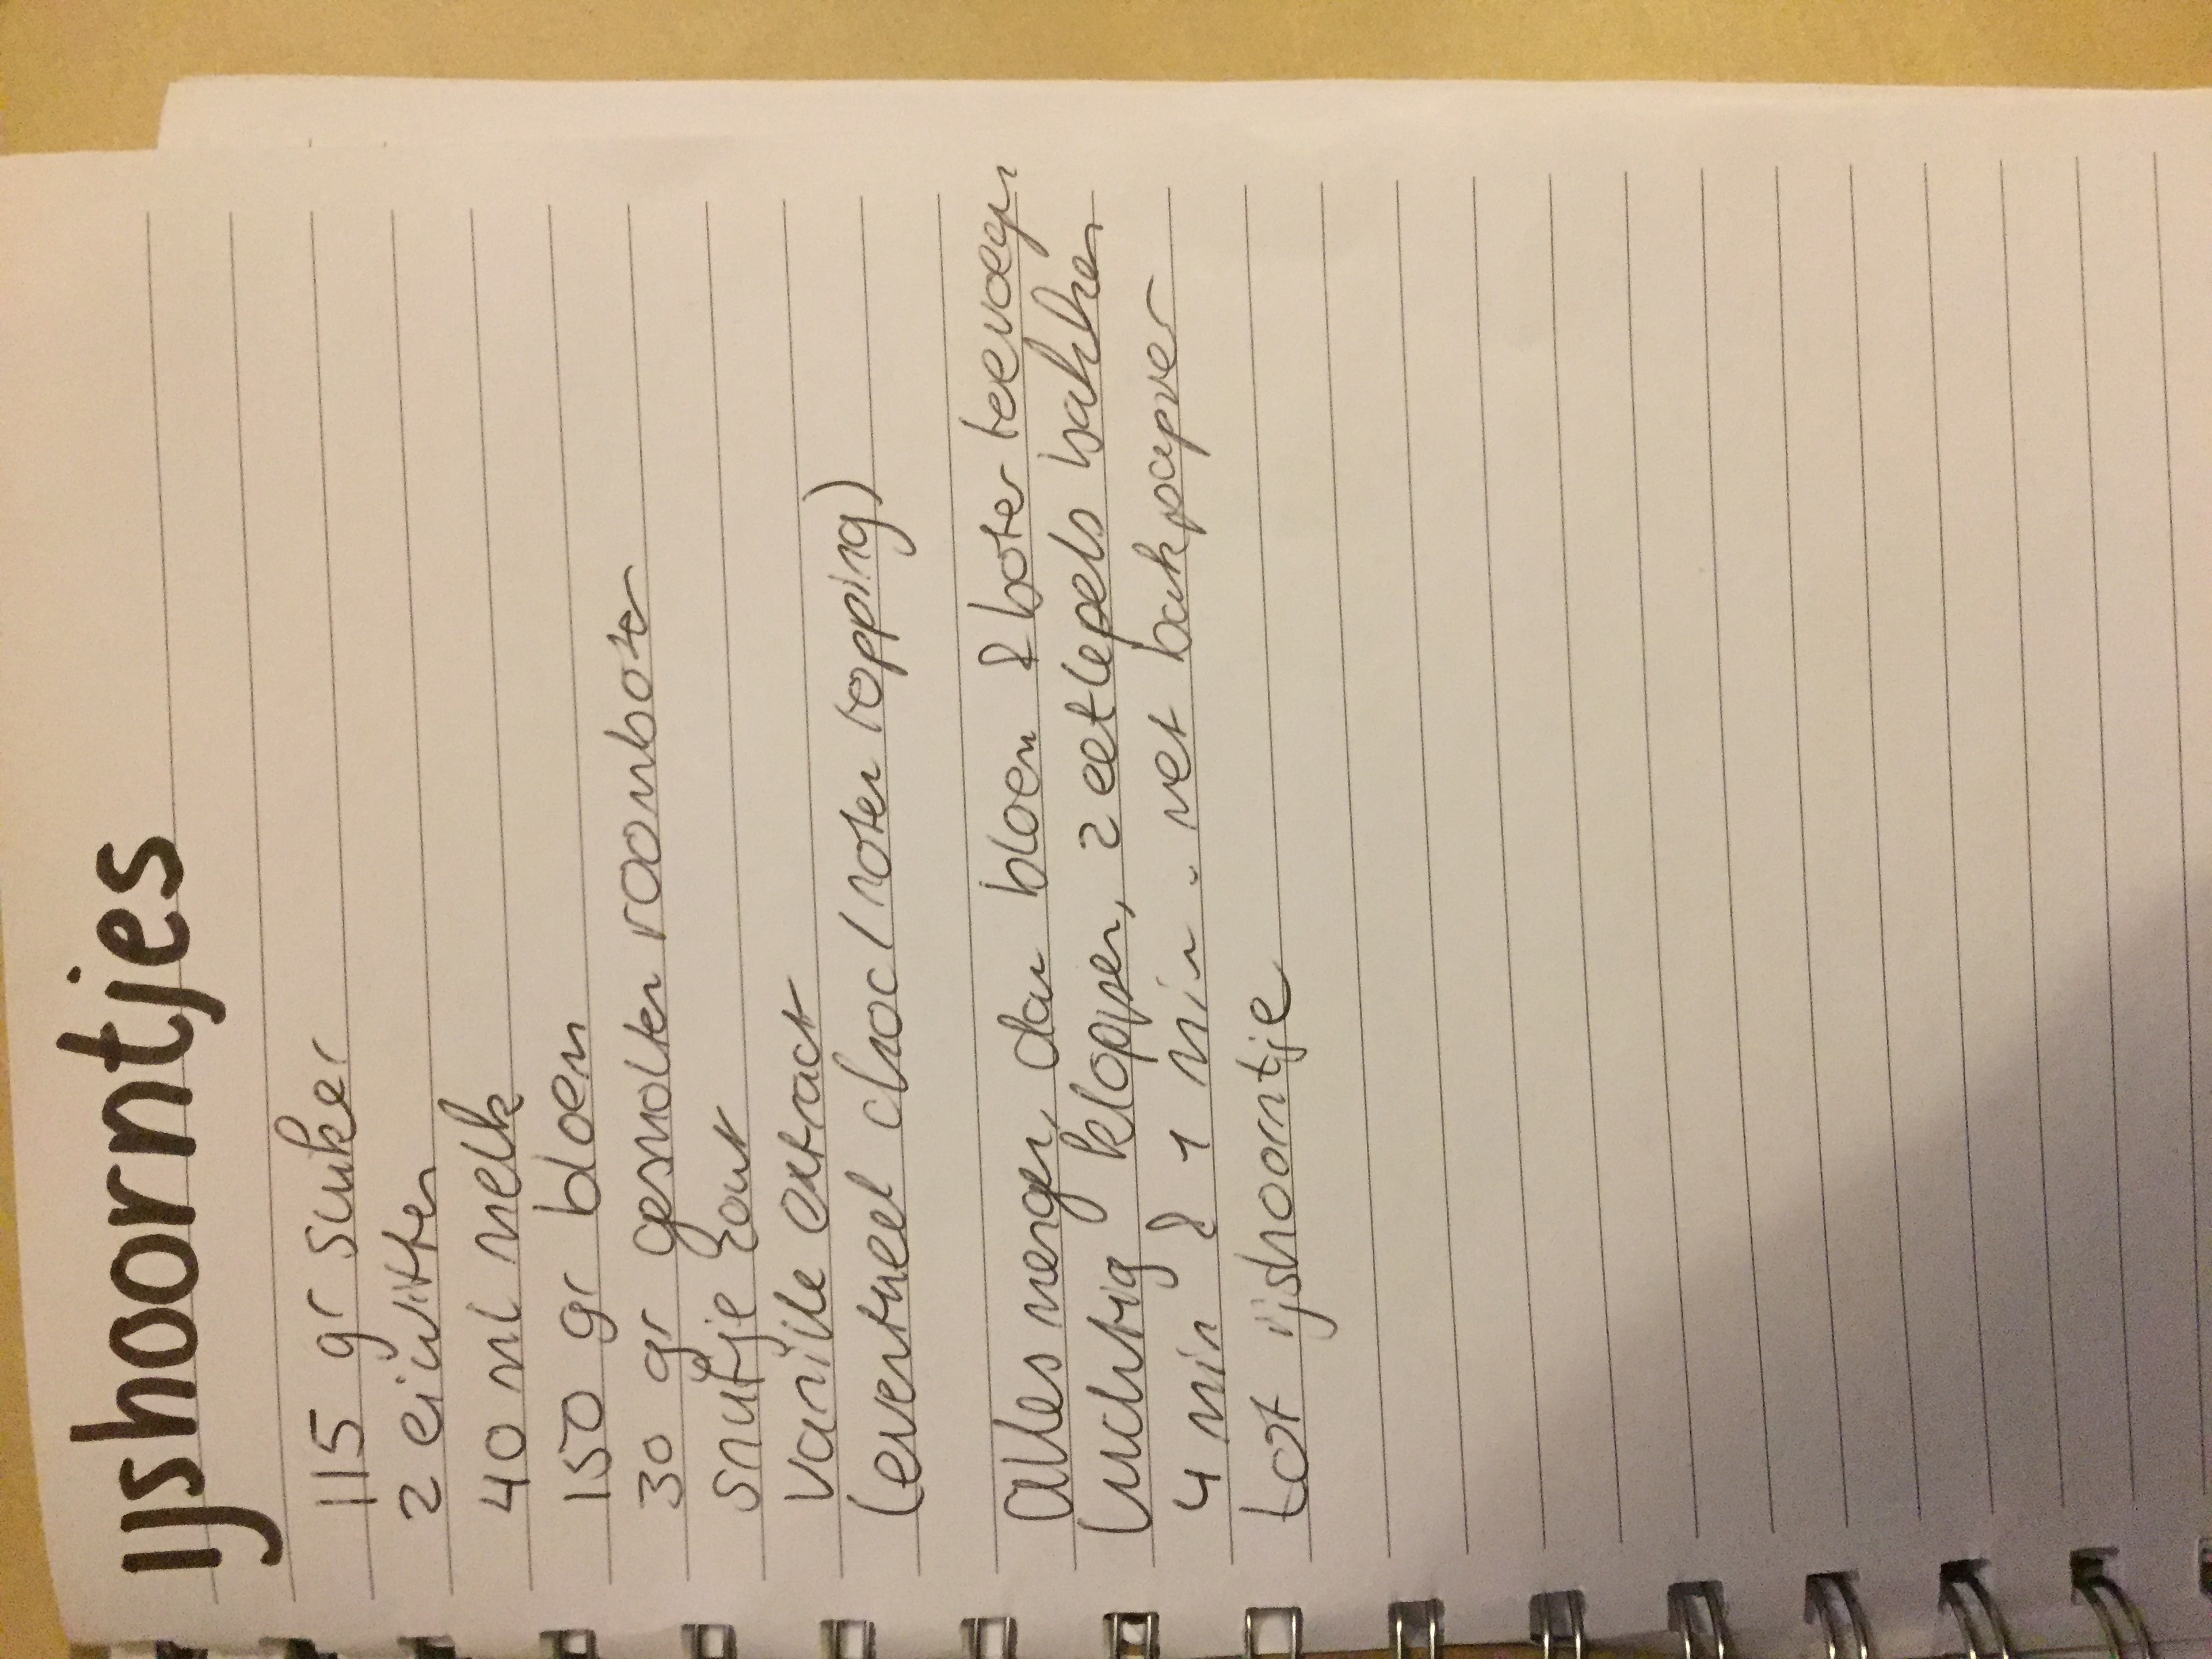 ijshoorntjes
115 gr suiker
2 eiwitten
40 ml melk
150 gr bloem
30 gr gesmolten roomboter
snufje zout
vanille extract
(eventueel choc/noten topping)
alles mengen, dan bloem & boter toevoegen
luchtig kloppen, 2 eetlepels bakken
4 min & 1 min. met bakpapier
tot ijshoorntje